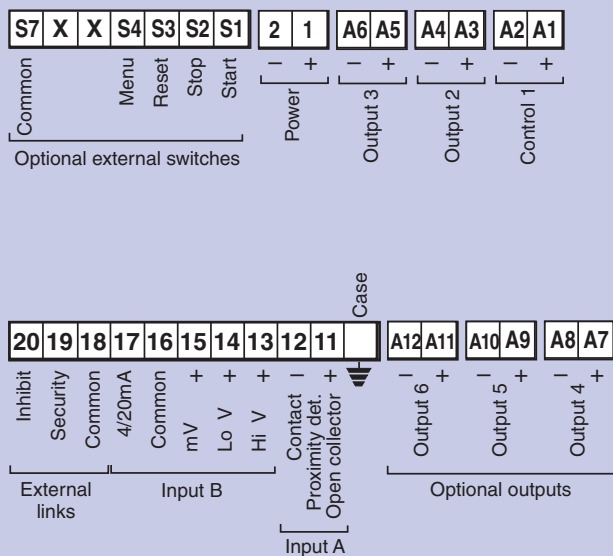 S7 X X S4 S3 S2 S1 2 1 A6 A5 A4 A3 A2 A1
– + – + – + – +
Common Menu Reset Stop Start Power Output 3 Output 2 Control 1
Optional external switches
Case
20 19 18 17 16 15 14 13 12 11 A12 A11 A10 A9 A8 A7
+ + + – + – + – + – +
Inhibit Security Common 4/20mA Common mV Lo V Hi V Contact Proximity det. Open collector Output 6 Output 5 Output 4
External links
Input B
Optional outputs
Input A